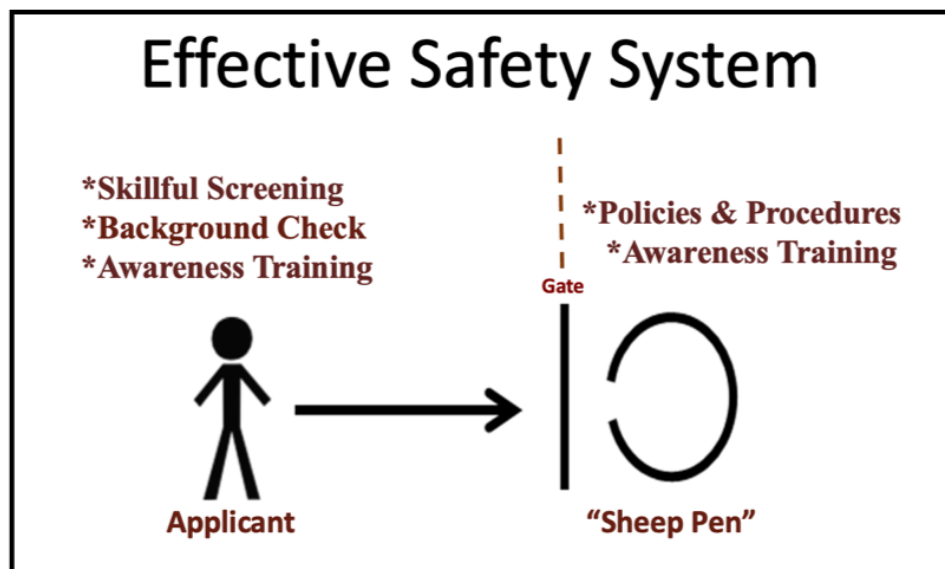 Effective Safety System
*Skillful Screening
*Background Check
*Awareness Training
*Policies & Procedures
*Awareness Training
Gate
Applicant
“Sheep Pen”